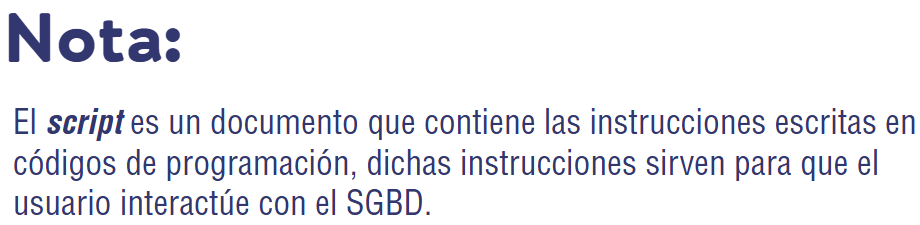 Nota:
El script es un documento que contiene las instrucciones escritas en
códigos de programación, dichas instrucciones sirven para que el
usuario interactúe con el SGBD.